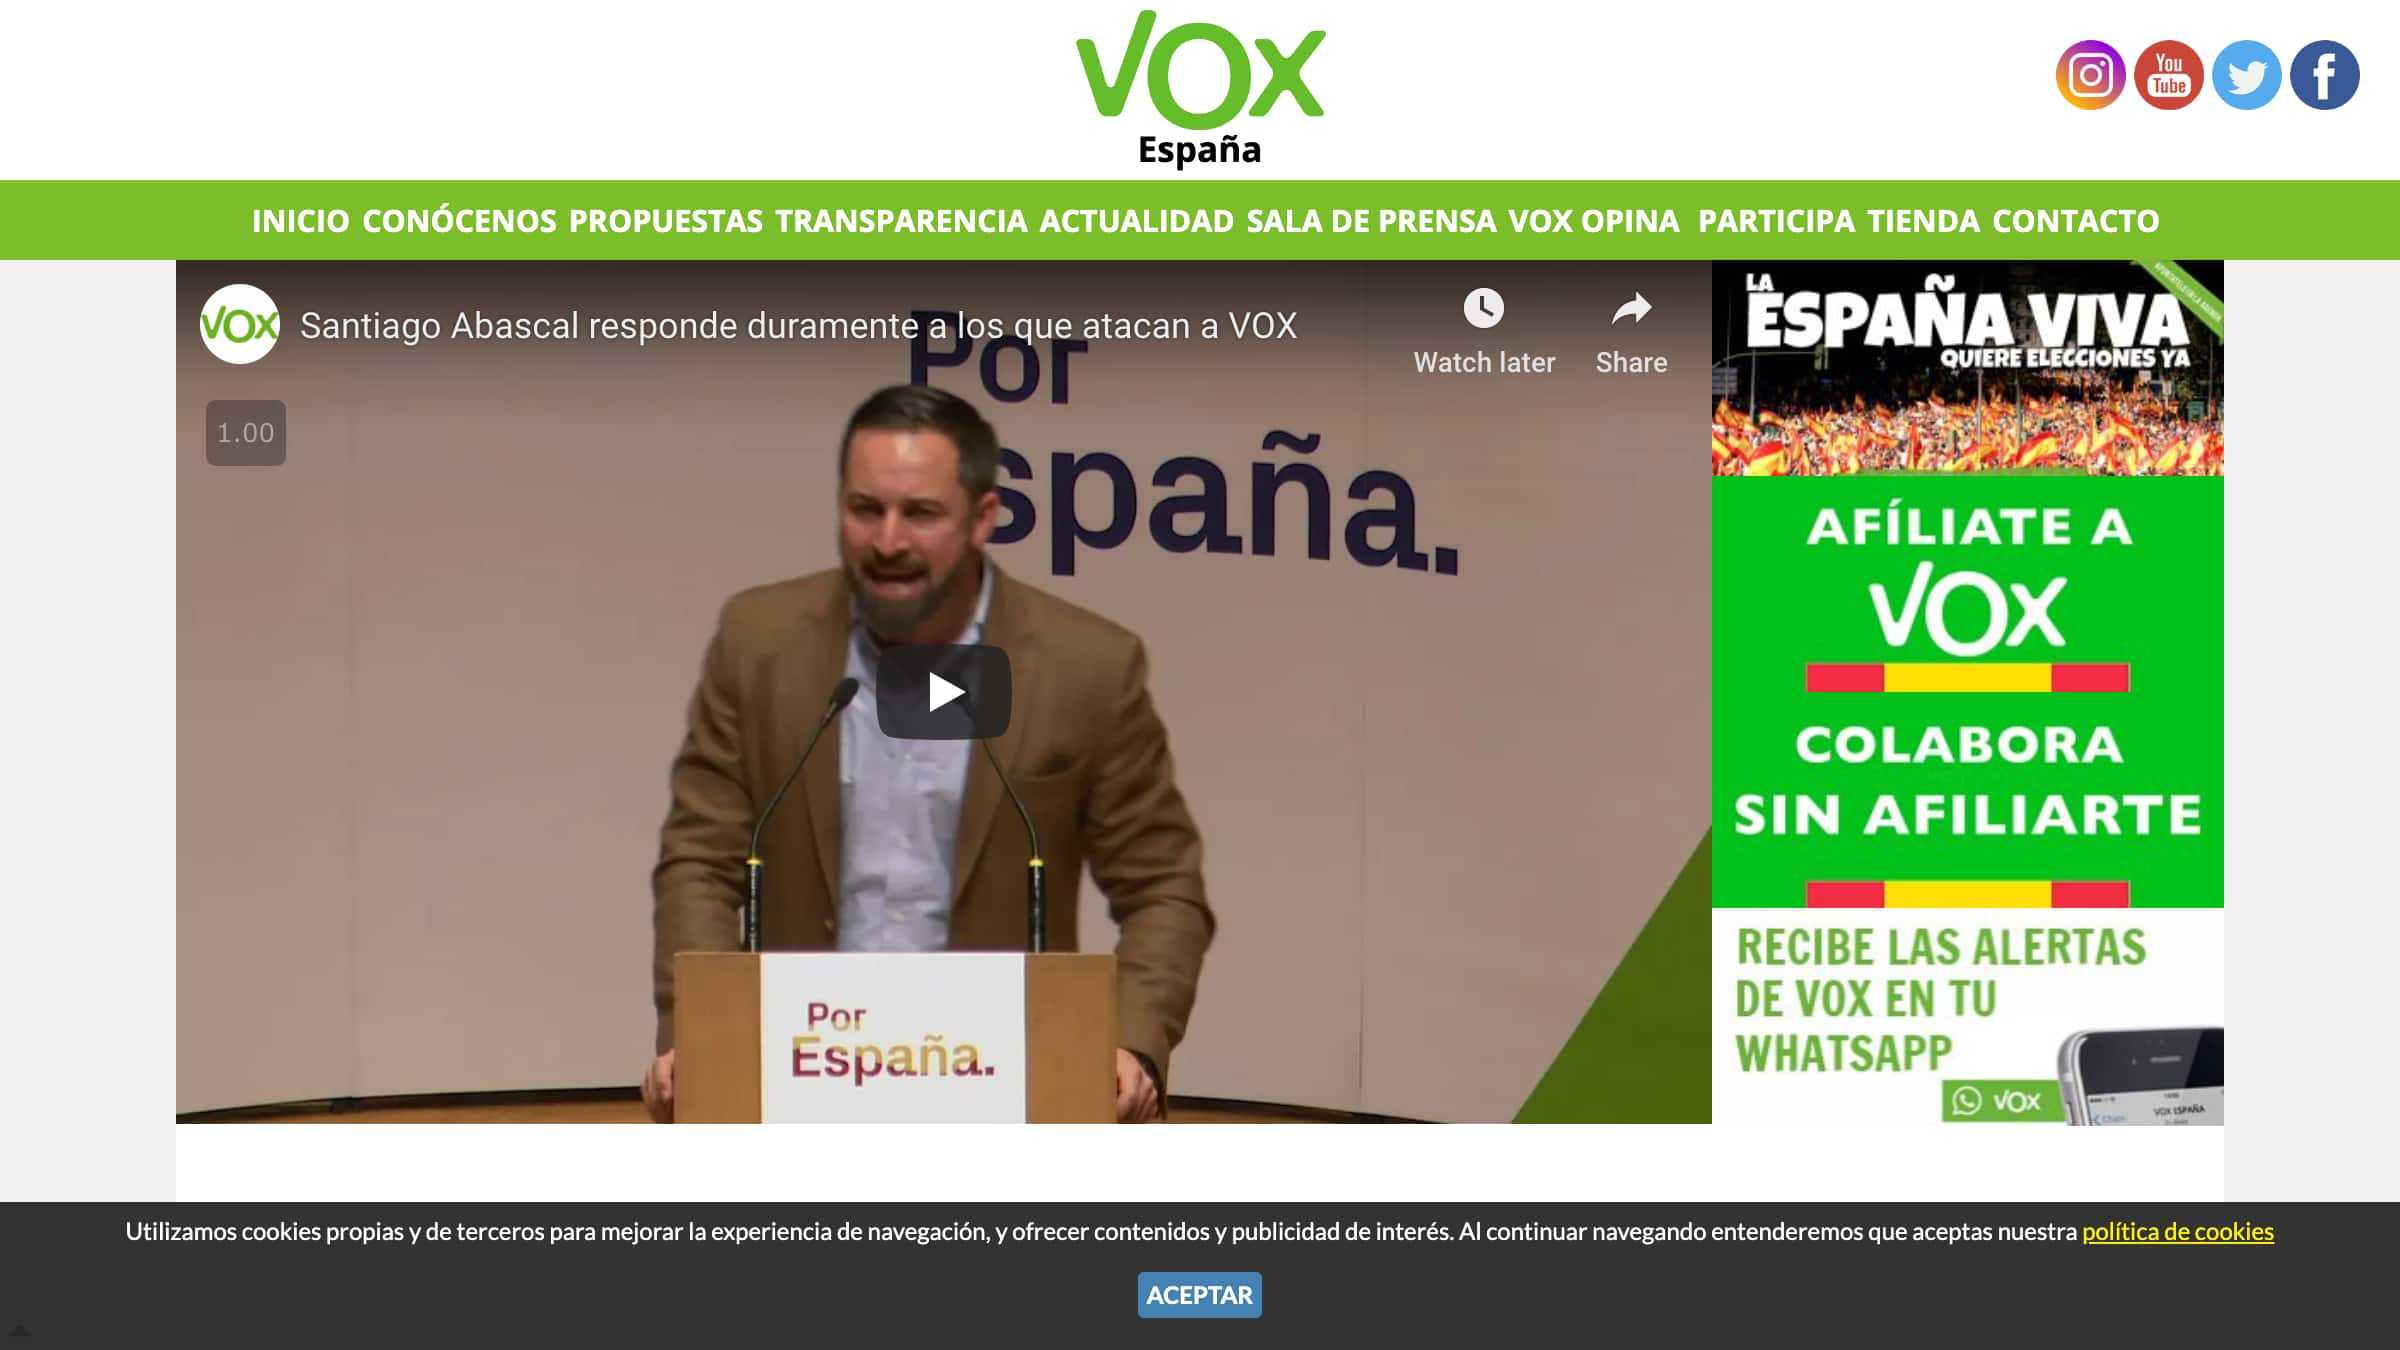 VOX
España
You
Tube
INICIO CONÓCENOS PROPUESTAS TRANSPARENCIA ACTUALIDAD SALA DE PRENSA VOX OPINA PARTICIPA TIENDA CONTACTO
VOX
Santiago Abascal responde duramente a los que atacan a VOX
Watch later
Share
1.00
Por
spaña.
Por
España.
LA
ESPAÑA VIVA
QUIERE ELECCIONES YA
AFÍLIATE A
VOX
COLABORA
SIN AFILIARTE
RECIBE LAS ALERTAS
DE VOX EN TU
WHATSAPP
VOX
VOX ESPAÑA
Utilizamos cookies propias y de terceros para mejorar la experiencia de navegación, y ofrecer contenidos y publicidad de interés. Al continuar navegando entenderemos que aceptas nuestra política de cookies
ACEPTAR